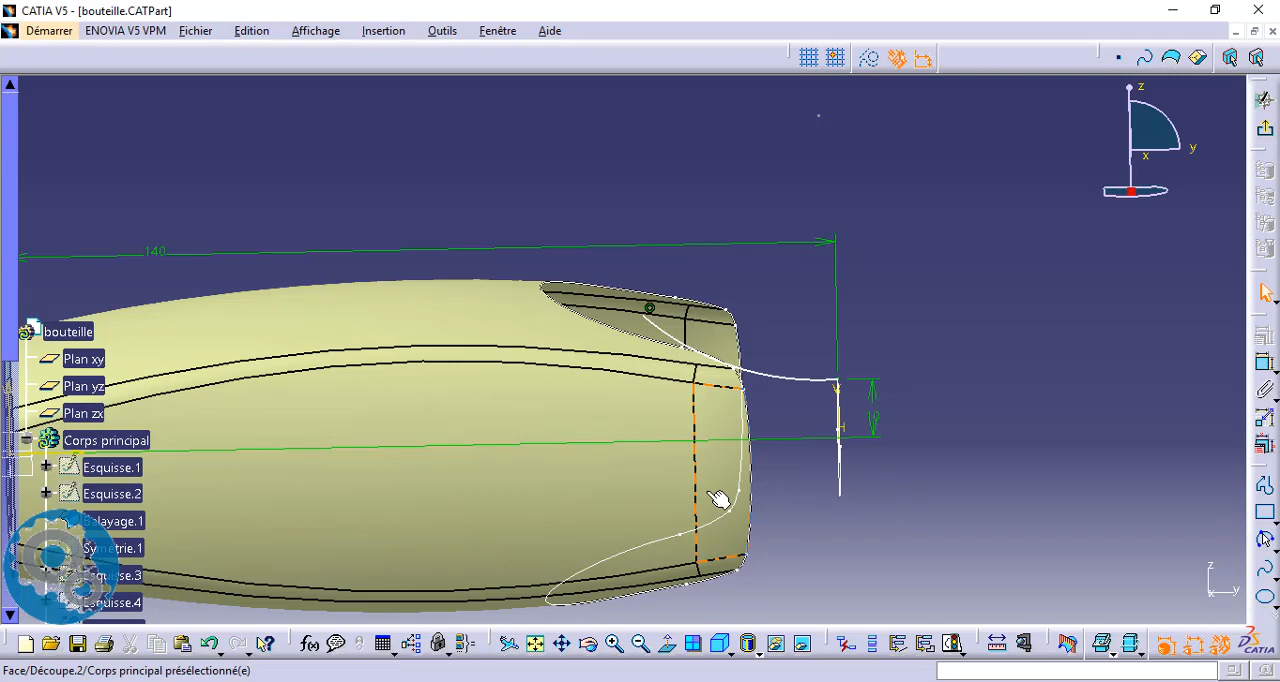 CATIA V5 - [bouteille.CATPart]
Démarrer ENOVIA V5 VPM Fichier Edition Affichage Insertion Outils Fenêtre Aide
z
x
y
140
10
V
H
bouteille
Plan xy
Plan yz
Plan zx
Corps principal
Esquisse.1
Esquisse.2
Balayage.1
Symétrie.1
Esquisse.3
Esquisse.4
z
x
y
f(x)
CATIA
Face/Découpe.2/Corps principal présélectionné(e)